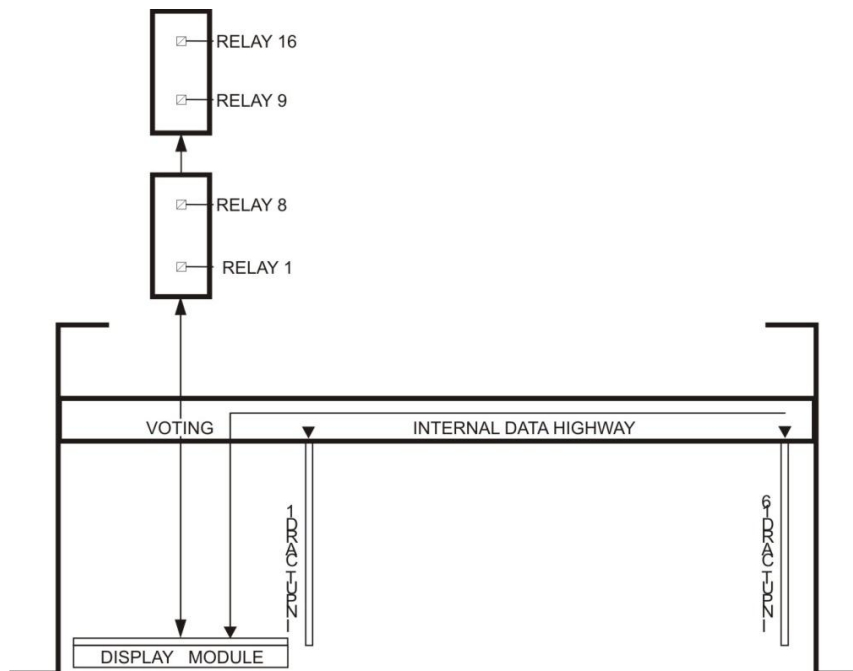 RELAY 16
RELAY 9
RELAY 8
RELAY 1
VOTING
INTERNAL DATA HIGHWAY
INPUT CARD 1
INPUT CARD 16
DISPLAY MODULE